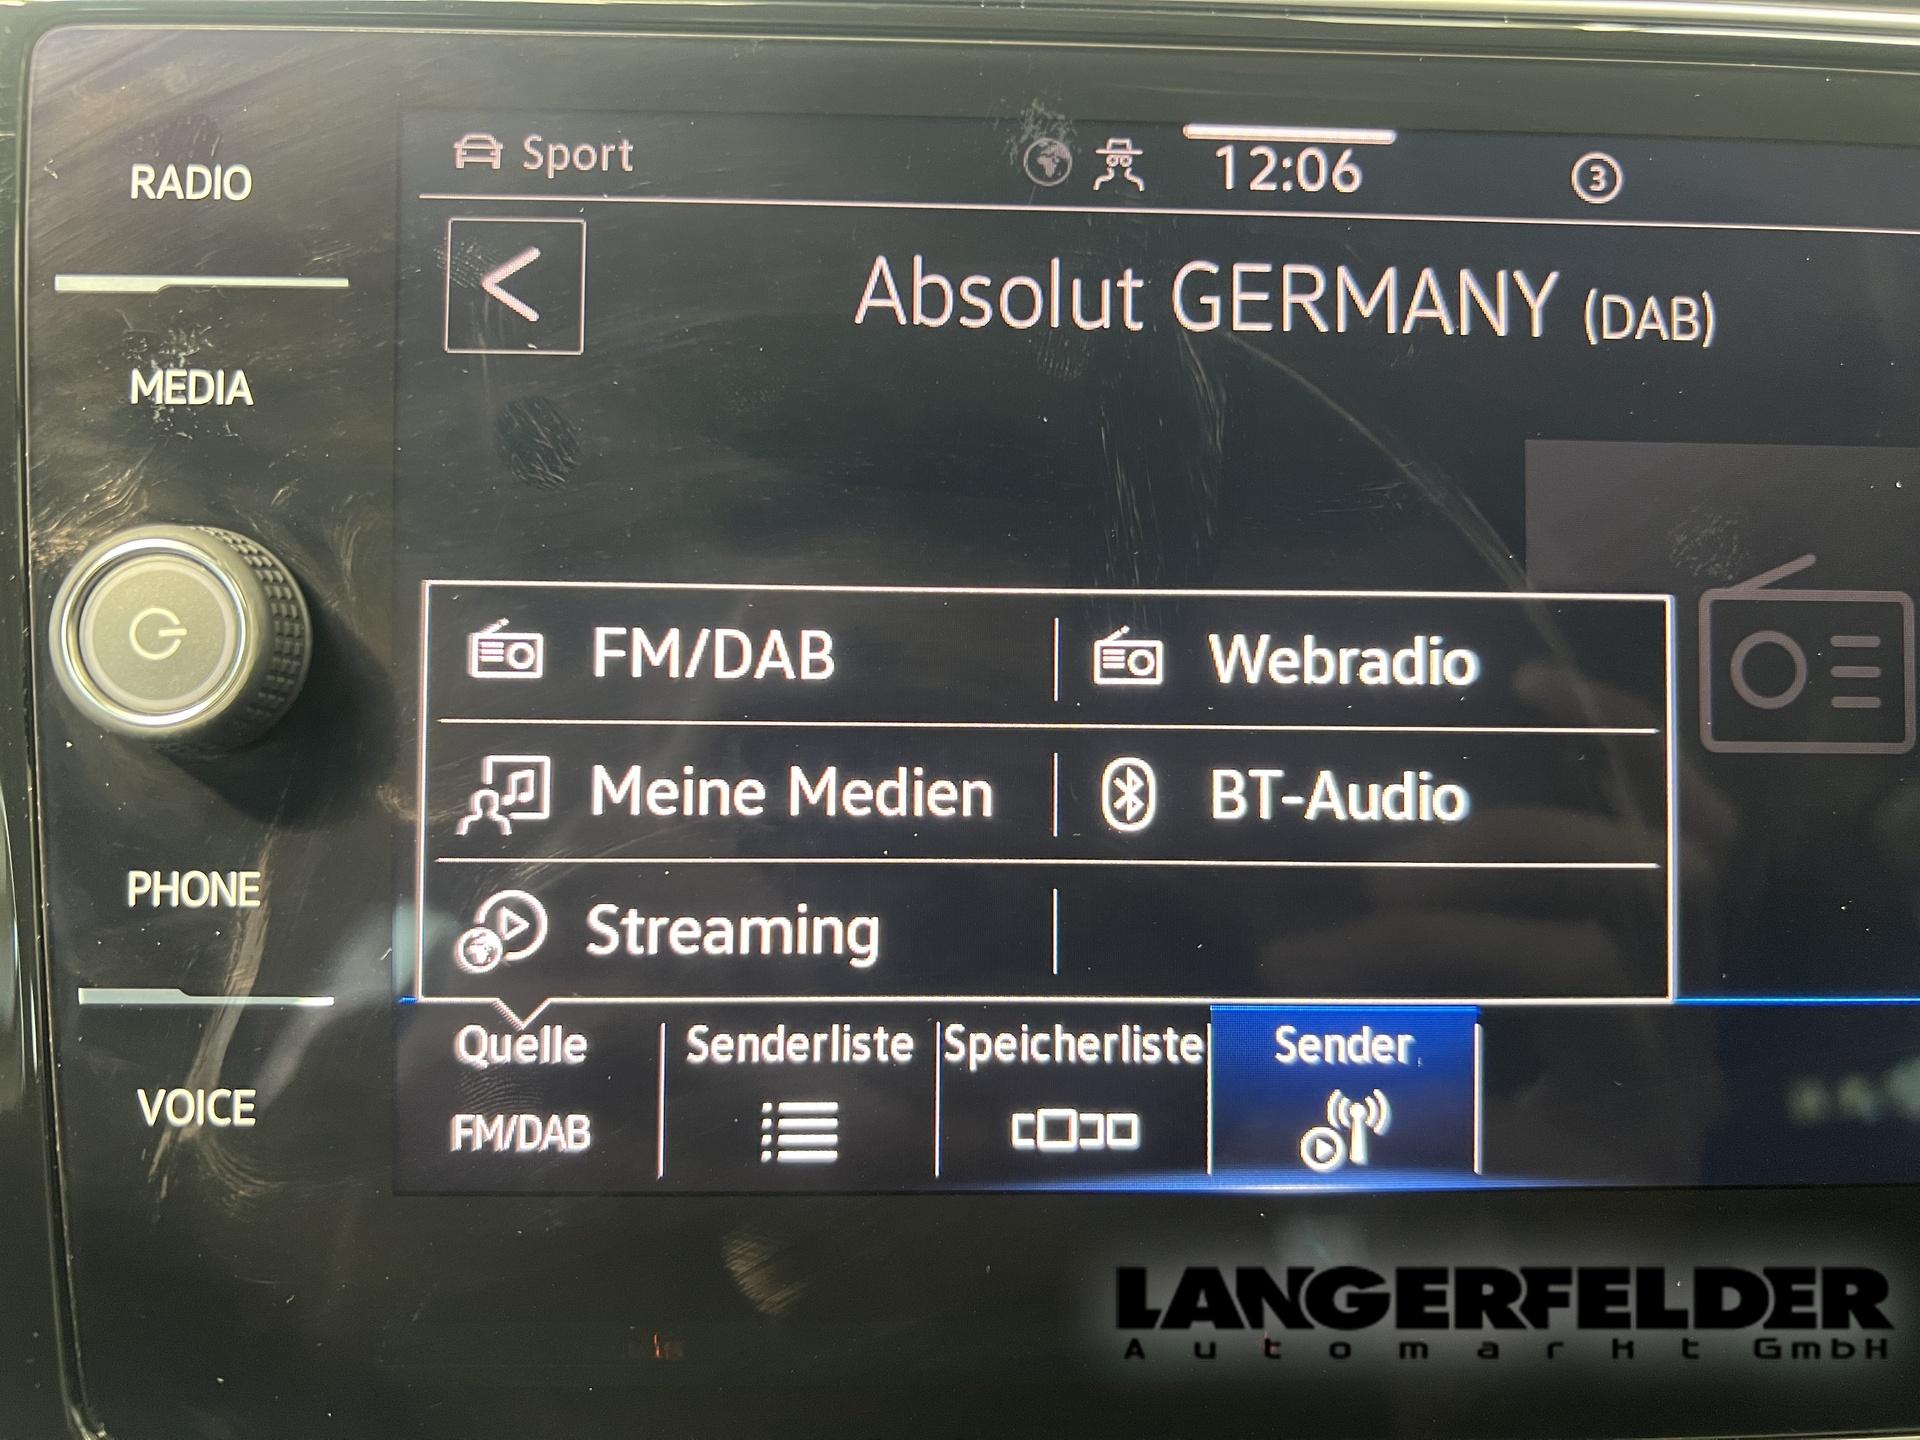 RADIO
MEDIA
PHONE
VOICE
Sport
12:06
3
Absolut GERMANY (DAB)
FM/DAB
Webradio
Meine Medien
BT-Audio
Streaming
Quelle
FM/DAB
Senderliste
Speicherliste
Sender
LANGERFELDER
Automarkt GmbH